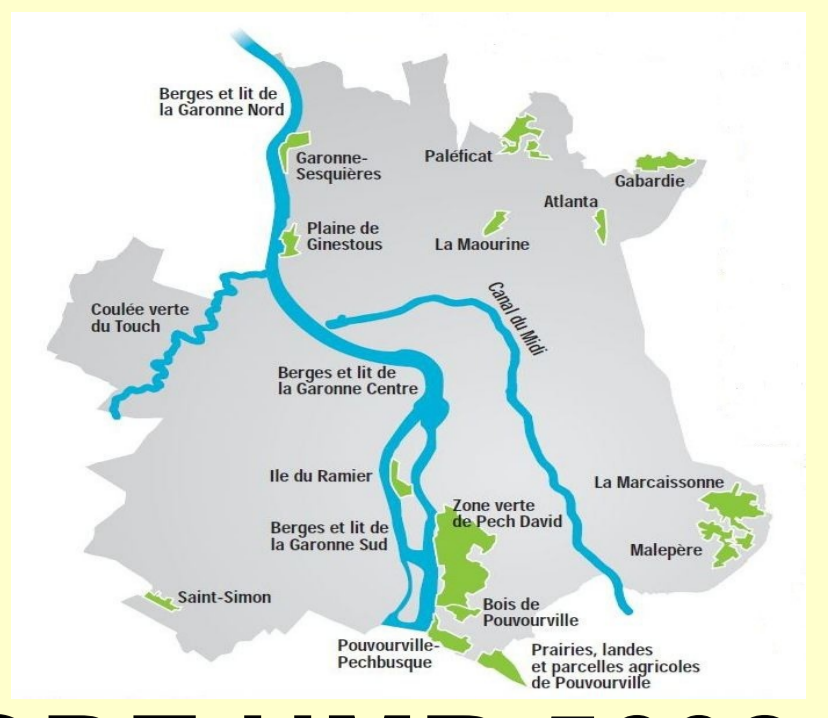 Berges et lit de
la Garonne Nord
Garonne-
Sesquières
Paléficat
Gabardie
Atlanta
Plaine de
Ginestous
La Maourine
Coulée verte
du Touch
Canal du Midi
Berges et lit de
la Garonne Centre
Ile du Ramier
La Marcaissonne
Zone verte
de Pech David
Berges et lit de
la Garonne Sud
Malepère
Saint-Simon
Bois de
Pouvourville
Pouvourville-
Pechbusque
Prairies, landes
et parcelles agricoles
de Pouvourville